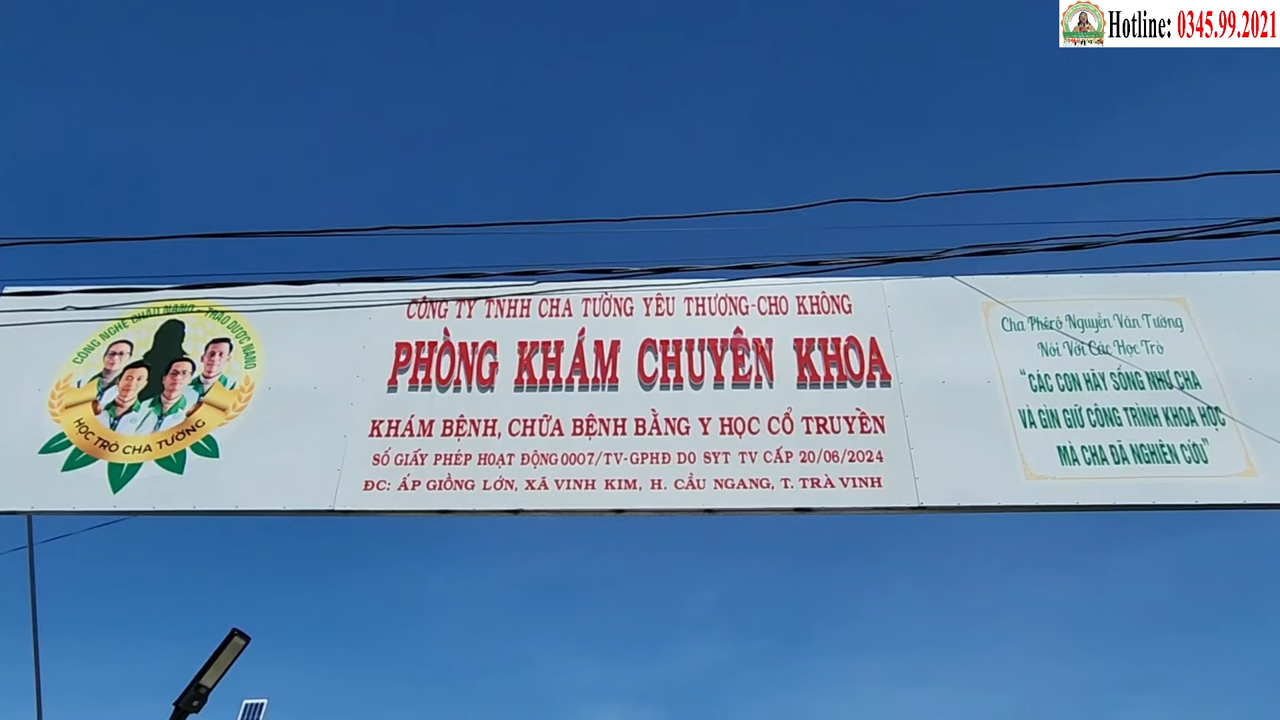 Hotline: 0345.99.2021
CÔNG NGHỆ CHÂU NANO - THẢO DƯỢC NANO
HỌC TRÒ CHA TƯỜNG
CÔNG TY TNHH CHA TƯỜNG YÊU THƯƠNG-CHO KHÔNG
PHÒNG KHÁM CHUYÊN KHOA
KHÁM BỆNH, CHỮA BỆNH BẰNG Y HỌC CỔ TRUYỀN
SỐ GIẤY PHÉP HOẠT ĐỘNG 0007/TV-GPHĐ DO SYT TV CẤP 20/06/2024
ĐC: ẤP GIỒNG LỚN, XÃ VINH KIM, H. CẦU NGANG, T. TRÀ VINH
Cha Phêrô Nguyễn Văn Tường
Nói Với Các Học Trò
“CÁC CON HÃY SỐNG NHƯ CHA
VÀ GÌN GIỮ CÔNG TRÌNH KHOA HỌC
MÀ CHA ĐÃ NGHIÊN CỨU”